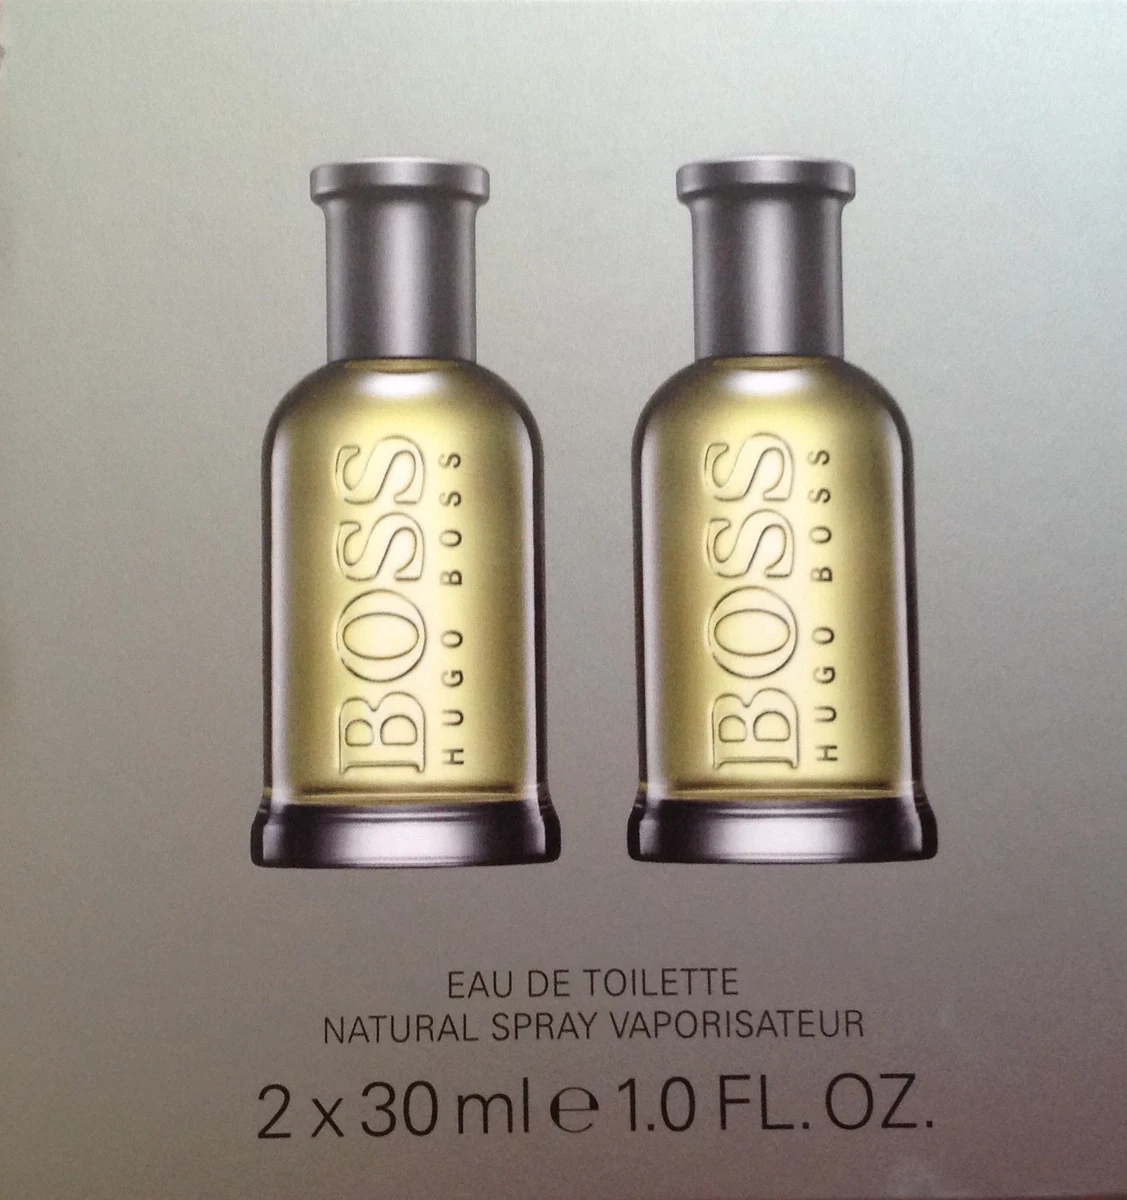 BOSS
HUGO BOSS
BOSS
HUGO BOSS
EAU DE TOILETTE
NATURAL SPRAY VAPORISATEUR
2 x 30 ml ℮ 1.0 FL. OZ.